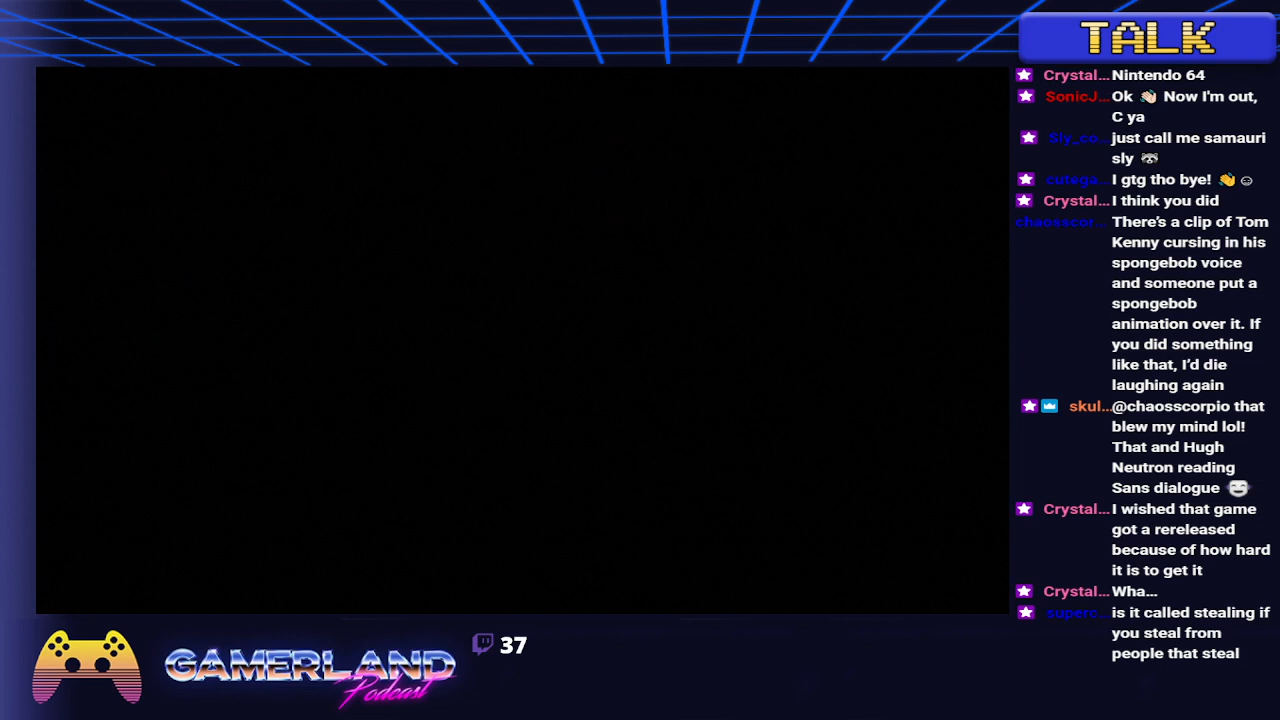 TALK
Crystal... Nintendo 64
SonicJ... Ok 👋🏻 Now I'm out,
C ya
Sly_co... just call me samauri
sly 🦝
cutega... I gtg tho bye! 👋☺
Crystal... I think you did
chaosscor... There's a clip of Tom
Kenny cursing in his
spongebob voice
and someone put a
spongebob
animation over it. If
you did something
like that, I'd die
laughing again
skul... @chaosscorpio that
blew my mind lol!
That and Hugh
Neutron reading
Sans dialogue
Crystal... I wished that game
got a rereleased
because of how hard
it is to get it
Crystal... Wha...
superc... is it called stealing if
you steal from
people that steal
GAMERLAND
Podcast
37